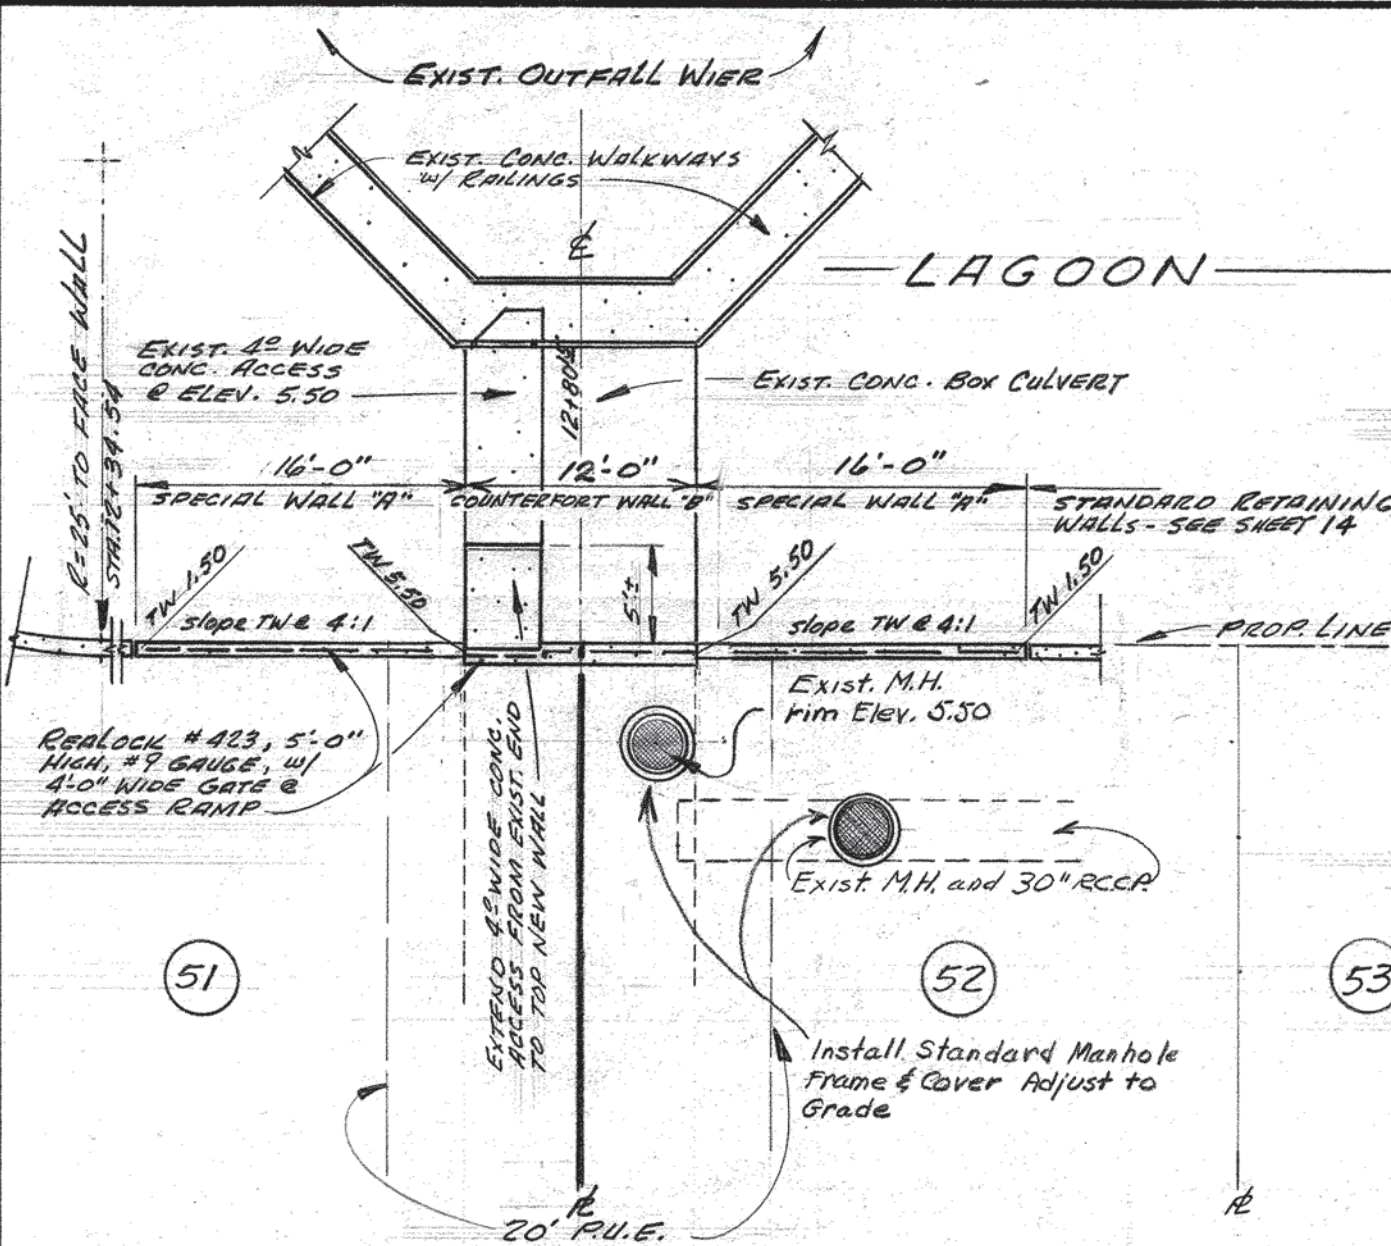 EXIST. OUTFALL WIER
EXIST. CONC. WALKWAYS
W/ RAILINGS
℄
LAGOON
R=25' TO FACE WALL
STA.12+34.54
EXIST. 4º WIDE
CONC. ACCESS
@ ELEV. 5.50
12+80
EXIST. CONC. BOX CULVERT
16'-0"
12'-0"
16'-0"
SPECIAL WALL "A"
COUNTERFORT WALL "B"
SPECIAL WALL "A"
STANDARD RETAINING
WALLS - SEE SHEET 14
TW 1.50
TW 5.50
5'±
TW 5.50
TW 1.50
slope TW @ 4:1
slope TW @ 4:1
PROP. LINE
Exist. M.H.
rim Elev. 5.50
REALOCK #423, 5'-0"
HIGH, #9 GAUGE, W/
4'-0" WIDE GATE @
ACCESS RAMP
EXTEND 4º WIDE CONC.
ACCESS FROM EXIST. END
TO TOP NEW WALL
Exist. M.H. and 30" RCCP.
51
52
53
Install Standard Manhole
Frame & Cover Adjust to
Grade
PL
PL
20' P.U.E.